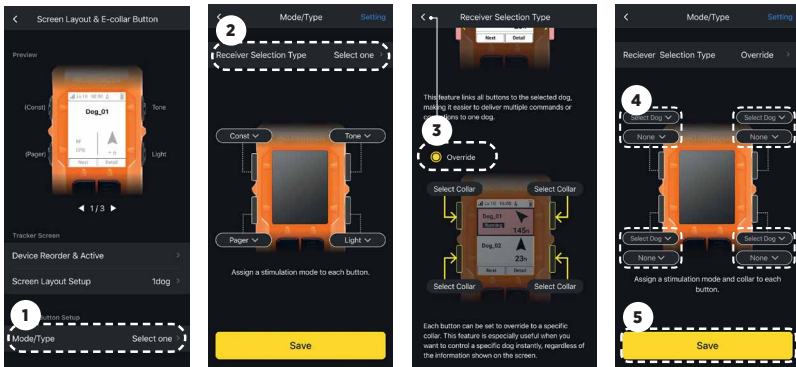 Screen Layout & E-collar Button
Preview
(Const)
Tone
Dog_01
(Pager)
Light
Next
Detail
1 / 3
Tracker Screen
Device Reorder & Active
Screen Layout Setup
1dog
1
Button Setup
Mode/Type
Select one
Mode/Type
Setting
2
Receiver Selection Type
Select one
Const
Tone
Pager
Light
Assign a stimulation mode to each button.
Save
Receiver Selection Type
Next
Detail
This feature links all buttons to the selected dog,
making it easier to deliver multiple commands or
to one dog.
3
Override
Select Collar
Select Collar
Dog_01
Running
145
Dog_02
23
Next
Detail
Select Collar
Select Collar
Each button can be set to override to a specific
collar. This feature is especially useful when you
want to control a specific dog instantly, regardless of
the information shown on the screen.
Mode/Type
Setting
Reciever Selection Type
Override
4
Select Dog
Select Dog
None
None
Select Dog
Select Dog
None
None
Assign a stimulation mode and collar to each
button.
5
Save